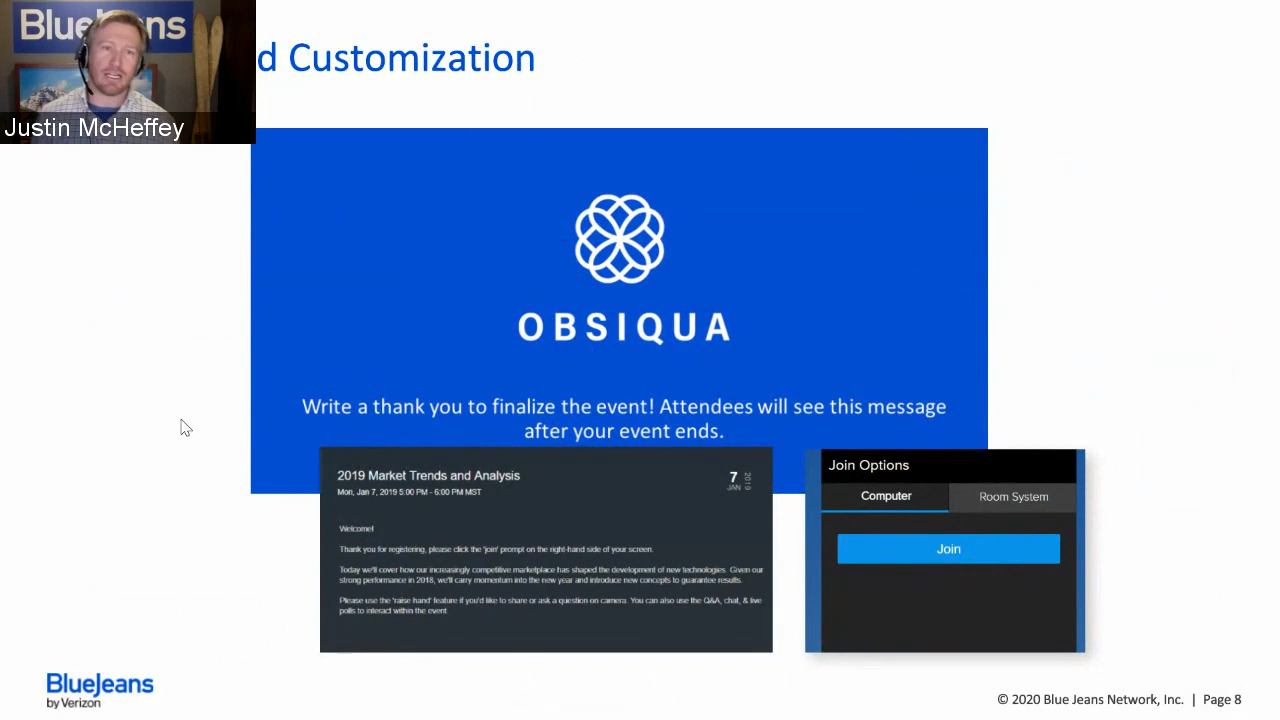 BlueJeans
Justin McHeffey
d Customization
OBSIQUA
Write a thank you to finalize the event! Attendees will see this message
after your event ends.
2019 Market Trends and Analysis
Mon, Jan 7, 2019 5:00 PM - 6:00 PM MST
7
JAN
2019
Welcome!
Thank you for registering, please click the 'join' prompt on the right-hand side of your screen.
Today we'll cover how our increasingly competitive marketplace has shaped the development of new technologies. Given our
strong performance in 2018, we'll carry momentum into the new year and introduce new concepts to guarantee results.
Please use the 'raise hand' feature if you'd like to share or ask a question on camera. You can also use the Q&A, chat, & live
polls to interact within the event
Join Options
Computer
Room System
Join
BlueJeans
by Verizon
© 2020 Blue Jeans Network, Inc. | Page 8